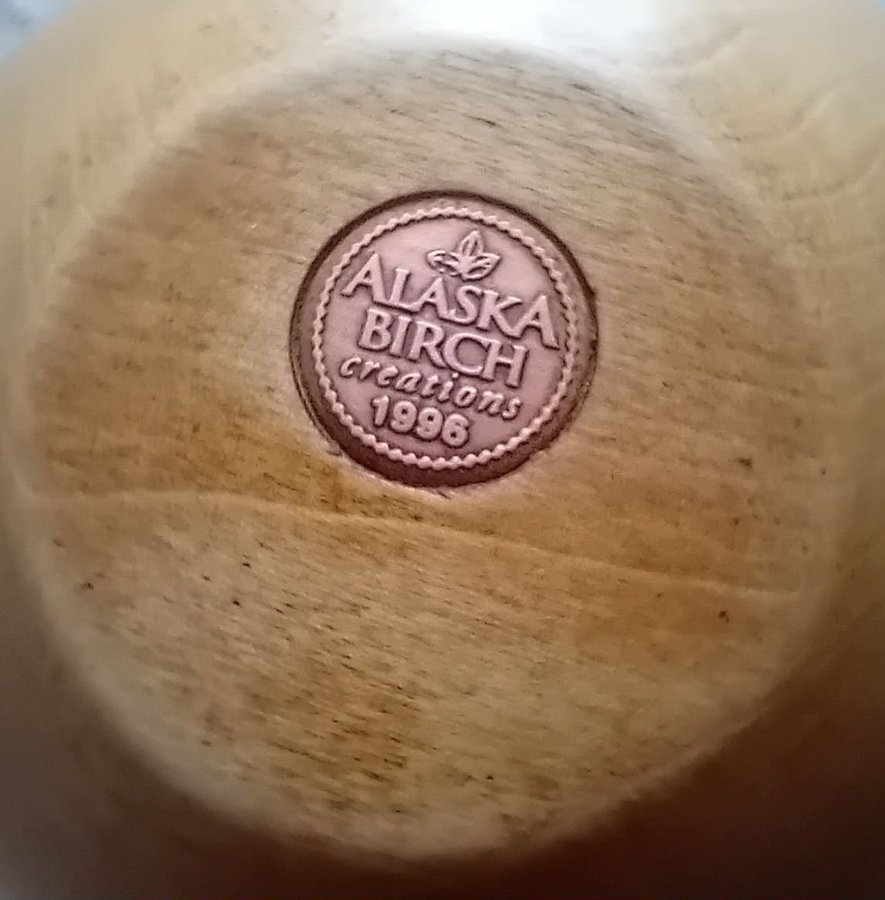 ALASKA
BIRCH
creations
1996